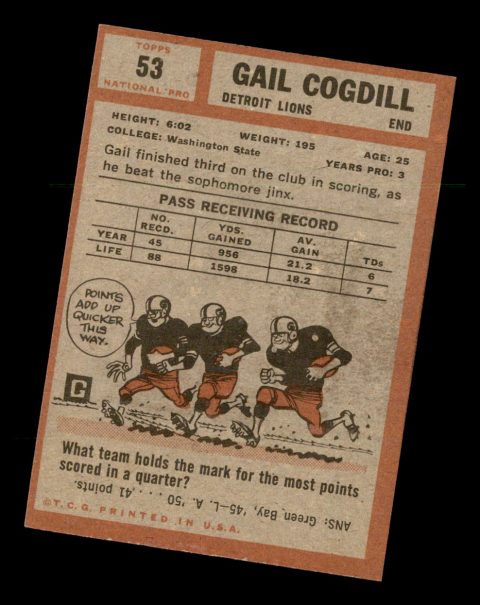 TOPPS
53
NATIONAL·PRO
GAIL COGDILL
DETROIT LIONS END
HEIGHT: 6:02 WEIGHT: 195 AGE: 25
COLLEGE: Washington State YEARS PRO: 3
Gail finished third on the club in scoring, as
he beat the sophomore jinx.
PASS RECEIVING RECORD
NO. RECD. YDS. GAINED AV. GAIN TDs
YEAR 45 956 21.2 6
LIFE 88 1598 18.2 7
POINTS
ADD UP
QUICKER
THIS
WAY.
G
What team holds the mark for the most points
scored in a quarter?
ANS: Green Bay, '45—L. A. '50 .... 41 points.
©T.C.G. PRINTED IN U.S.A.